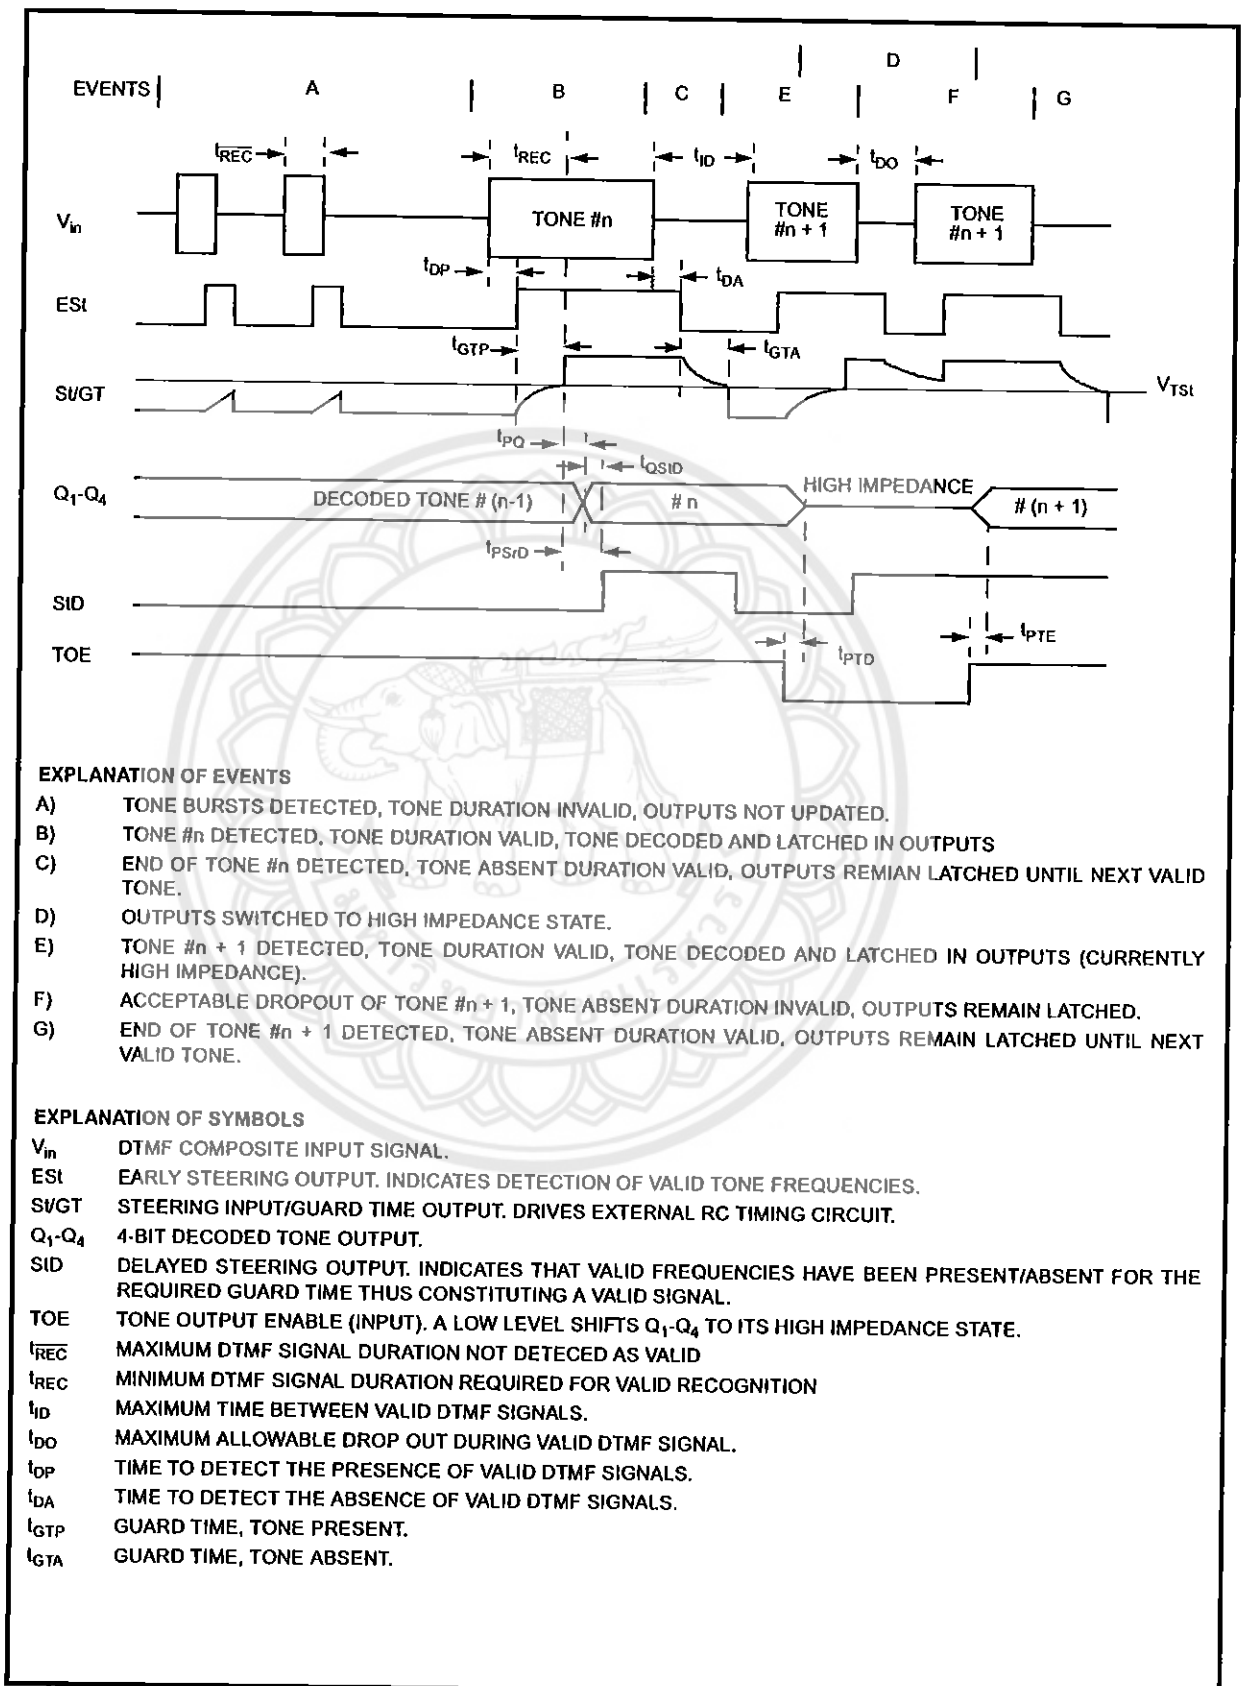 EVENTS A B C E D F G
tREC tREC tID tDO
Vin TONE #n TONE #n + 1 TONE #n + 1
tDP tDA
ESt
tGTP tGTA
St/GT VTSt
tPQ tQStD
Q1-Q4 DECODED TONE # (n-1) # n HIGH IMPEDANCE # (n + 1)
tPSrD
StD
tPTE
TOE tPTD
EXPLANATION OF EVENTS
A) TONE BURSTS DETECTED, TONE DURATION INVALID, OUTPUTS NOT UPDATED.
B) TONE #n DETECTED, TONE DURATION VALID, TONE DECODED AND LATCHED IN OUTPUTS
C) END OF TONE #n DETECTED, TONE ABSENT DURATION VALID, OUTPUTS REMIAN LATCHED UNTIL NEXT VALID
TONE.
D) OUTPUTS SWITCHED TO HIGH IMPEDANCE STATE.
E) TONE #n + 1 DETECTED, TONE DURATION VALID, TONE DECODED AND LATCHED IN OUTPUTS (CURRENTLY
HIGH IMPEDANCE).
F) ACCEPTABLE DROPOUT OF TONE #n + 1, TONE ABSENT DURATION INVALID, OUTPUTS REMAIN LATCHED.
G) END OF TONE #n + 1 DETECTED, TONE ABSENT DURATION VALID, OUTPUTS REMAIN LATCHED UNTIL NEXT
VALID TONE.
EXPLANATION OF SYMBOLS
Vin DTMF COMPOSITE INPUT SIGNAL.
ESt EARLY STEERING OUTPUT. INDICATES DETECTION OF VALID TONE FREQUENCIES.
St/GT STEERING INPUT/GUARD TIME OUTPUT. DRIVES EXTERNAL RC TIMING CIRCUIT.
Q1-Q4 4-BIT DECODED TONE OUTPUT.
StD DELAYED STEERING OUTPUT. INDICATES THAT VALID FREQUENCIES HAVE BEEN PRESENT/ABSENT FOR THE
REQUIRED GUARD TIME THUS CONSTITUTING A VALID SIGNAL.
TOE TONE OUTPUT ENABLE (INPUT). A LOW LEVEL SHIFTS Q1-Q4 TO ITS HIGH IMPEDANCE STATE.
tREC MAXIMUM DTMF SIGNAL DURATION NOT DETECED AS VALID
tREC MINIMUM DTMF SIGNAL DURATION REQUIRED FOR VALID RECOGNITION
tID MAXIMUM TIME BETWEEN VALID DTMF SIGNALS.
tDO MAXIMUM ALLOWABLE DROP OUT DURING VALID DTMF SIGNAL.
tDP TIME TO DETECT THE PRESENCE OF VALID DTMF SIGNALS.
tDA TIME TO DETECT THE ABSENCE OF VALID DTMF SIGNALS.
tGTP GUARD TIME, TONE PRESENT.
tGTA GUARD TIME, TONE ABSENT.